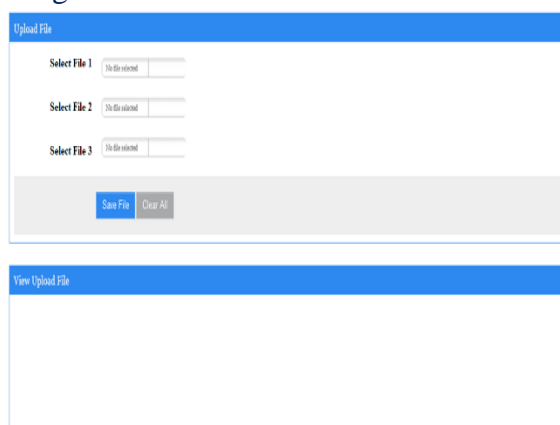 Upload File
Select File 1 No file selected
Select File 2 No file selected
Select File 3 No file selected
Save File Clear All
View Upload File